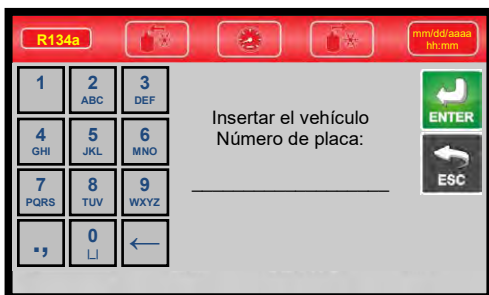 R134a
mm/dd/aaaa
hh:mm
1
2
ABC
3
DEF
4
GHI
5
JKL
6
MNO
7
PQRS
8
TUV
9
WXYZ
.,
0
Insertar el vehículo
Número de placa:
ENTER
ESC